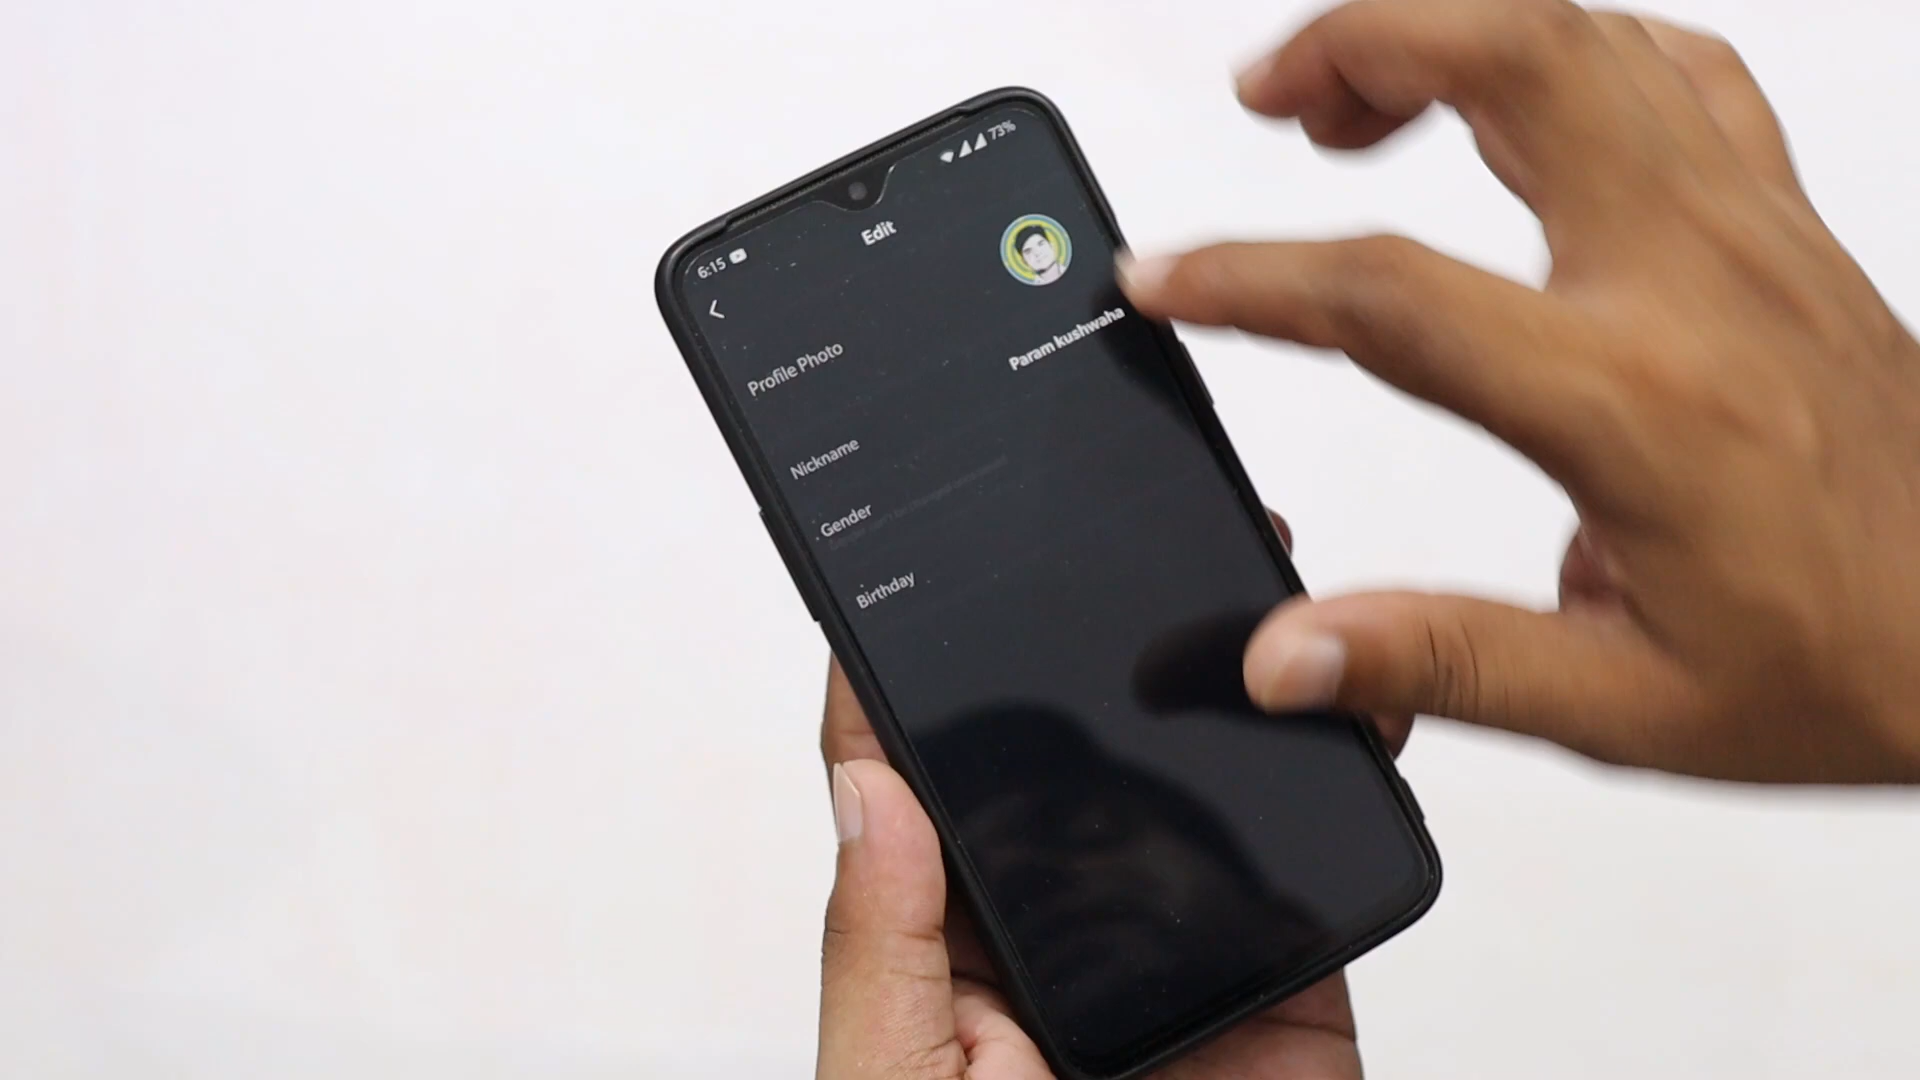 6:15
73%
Edit
Profile Photo
Nickname
Param kushwaha
Gender
Birthday